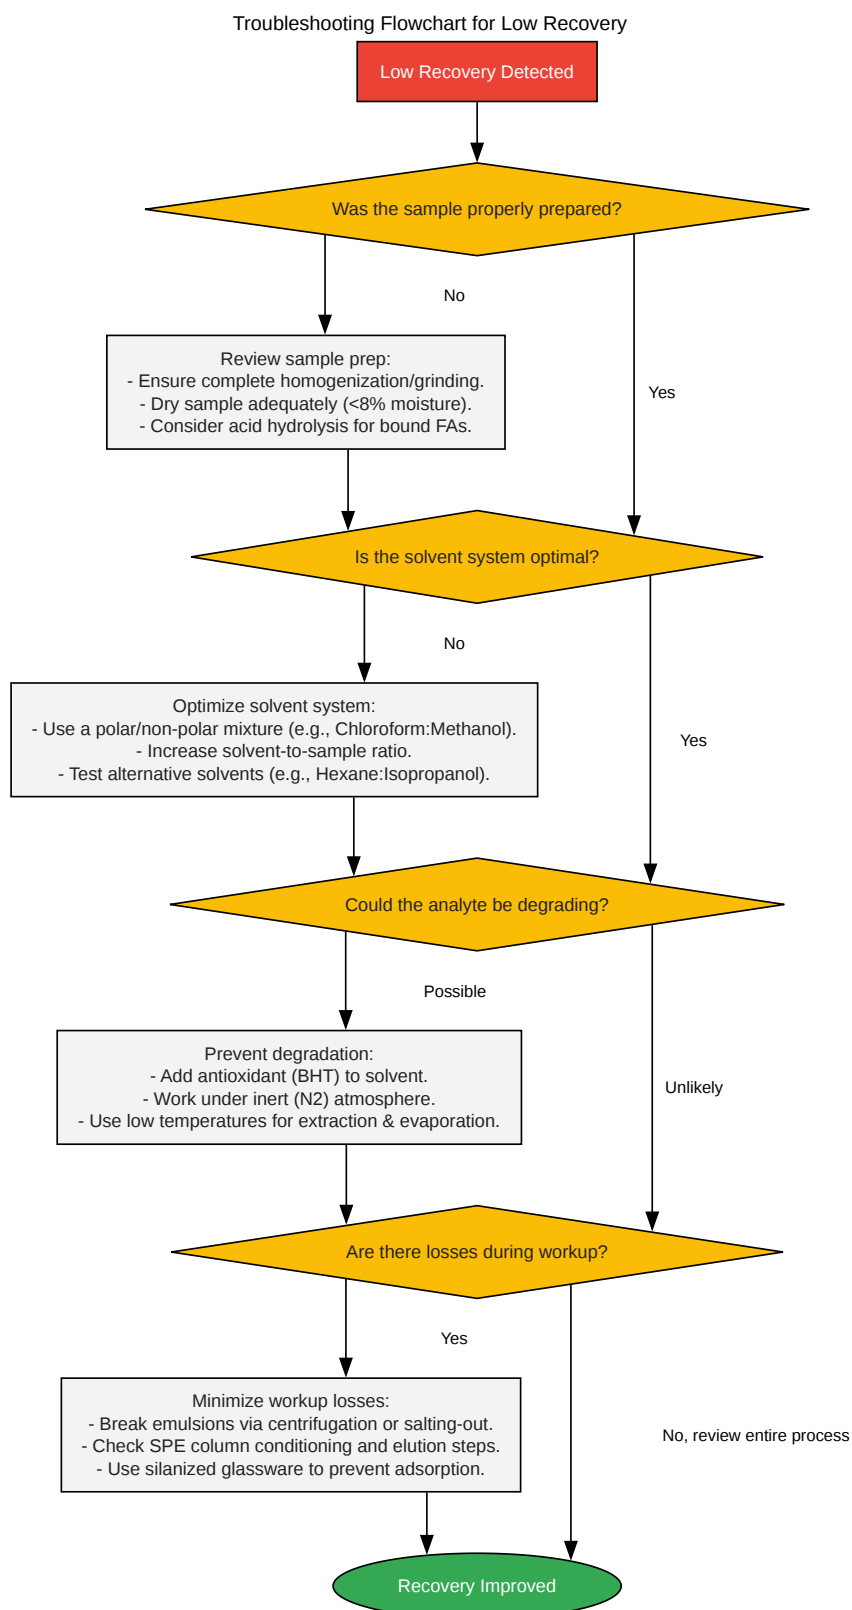 Troubleshooting Flowchart for Low Recovery
Low Recovery Detected
Was the sample properly prepared?
No
Review sample prep:
- Ensure complete homogenization/grinding.
- Dry sample adequately (<8% moisture).
- Consider acid hydrolysis for bound FAs.
Yes
Is the solvent system optimal?
No
Optimize solvent system:
- Use a polar/non-polar mixture (e.g., Chloroform:Methanol).
- Increase solvent-to-sample ratio.
- Test alternative solvents (e.g., Hexane:Isopropanol).
Yes
Could the analyte be degrading?
Possible
Prevent degradation:
- Add antioxidant (BHT) to solvent.
- Work under inert (N2) atmosphere.
- Use low temperatures for extraction & evaporation.
Unlikely
Are there losses during workup?
Yes
Minimize workup losses:
- Break emulsions via centrifugation or salting-out.
- Check SPE column conditioning and elution steps.
- Use silanized glassware to prevent adsorption.
No, review entire process
Recovery Improved